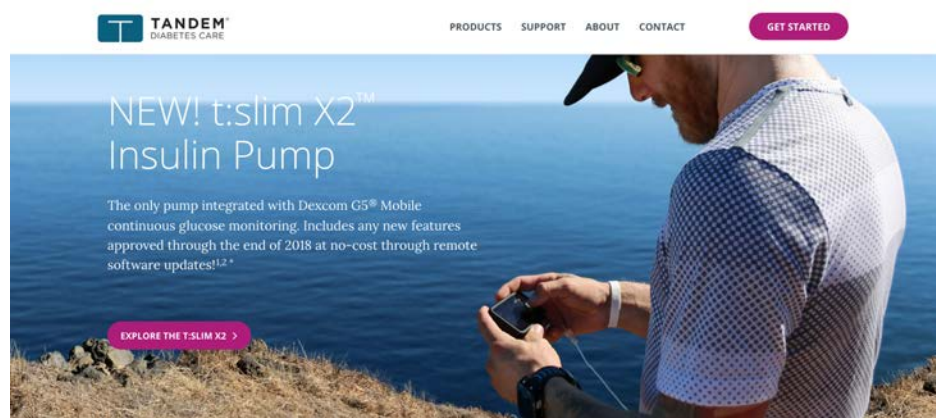 TANDEM®
DIABETES CARE
PRODUCTS SUPPORT ABOUT CONTACT
GET STARTED
NEW! t:slim X2™
Insulin Pump
The only pump integrated with Dexcom G5® Mobile
continuous glucose monitoring. Includes any new features
approved through the end of 2018 at no-cost through remote
software updates!¹,²
EXPLORE THE T:SLIM X2 >